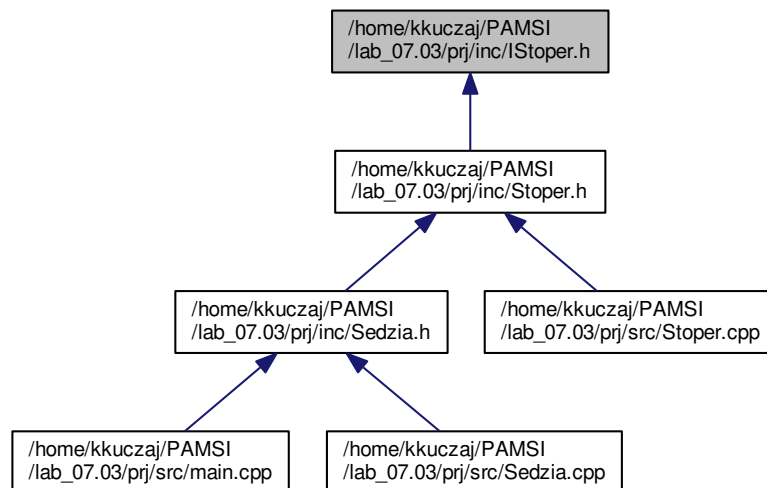 /home/kkuczaj/PAMSI
/lab_07.03/prj/inc/IStoper.h
/home/kkuczaj/PAMSI
/lab_07.03/prj/inc/Stoper.h
/home/kkuczaj/PAMSI
/lab_07.03/prj/inc/Sedzia.h
/home/kkuczaj/PAMSI
/lab_07.03/prj/src/Stoper.cpp
/home/kkuczaj/PAMSI
/lab_07.03/prj/src/main.cpp
/home/kkuczaj/PAMSI
/lab_07.03/prj/src/Sedzia.cpp